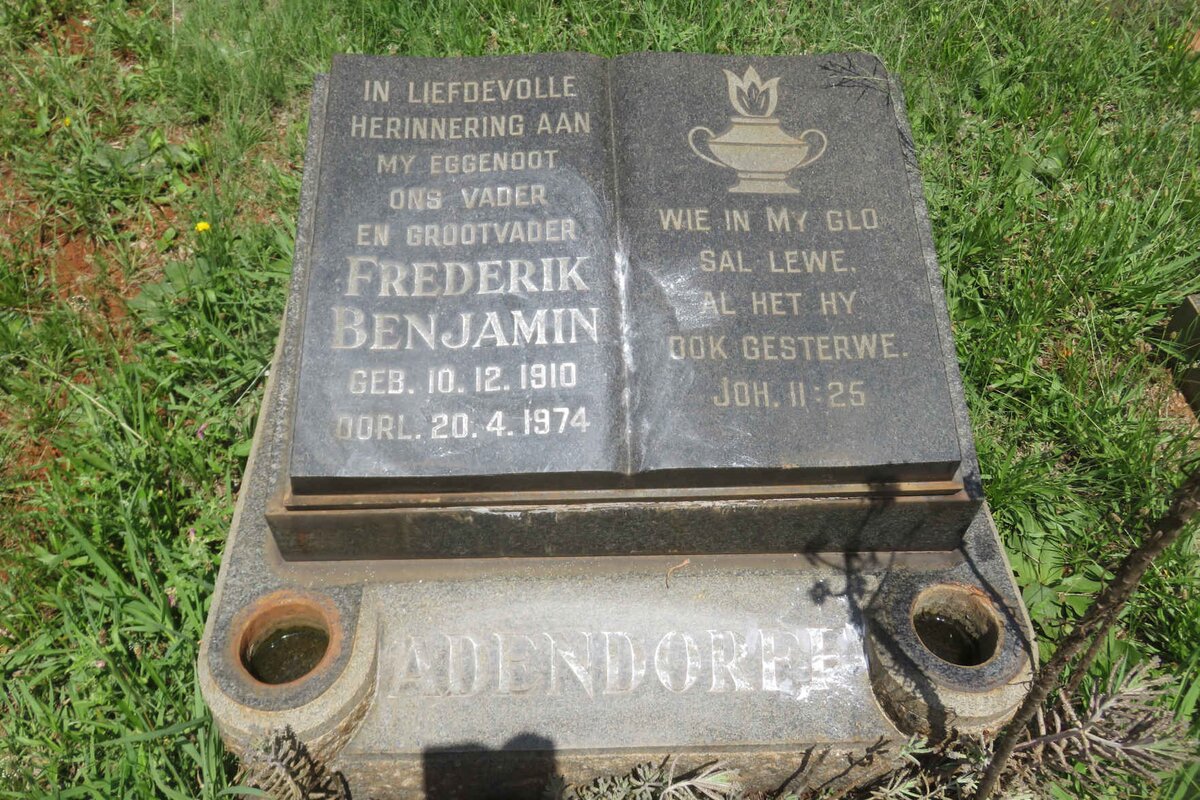 IN LIEFDEVOLLE
HERINNERING AAN
MY EGGENOOT
ONS VADER
EN GROOTVADER
FREDERIK
BENJAMIN
GEB. 10. 12. 1910
OORL. 20. 4. 1974
WIE IN MY GLO
SAL LEWE,
AL HET HY
OOK GESTERWE.
JOH. 11:25
ADENDORFF